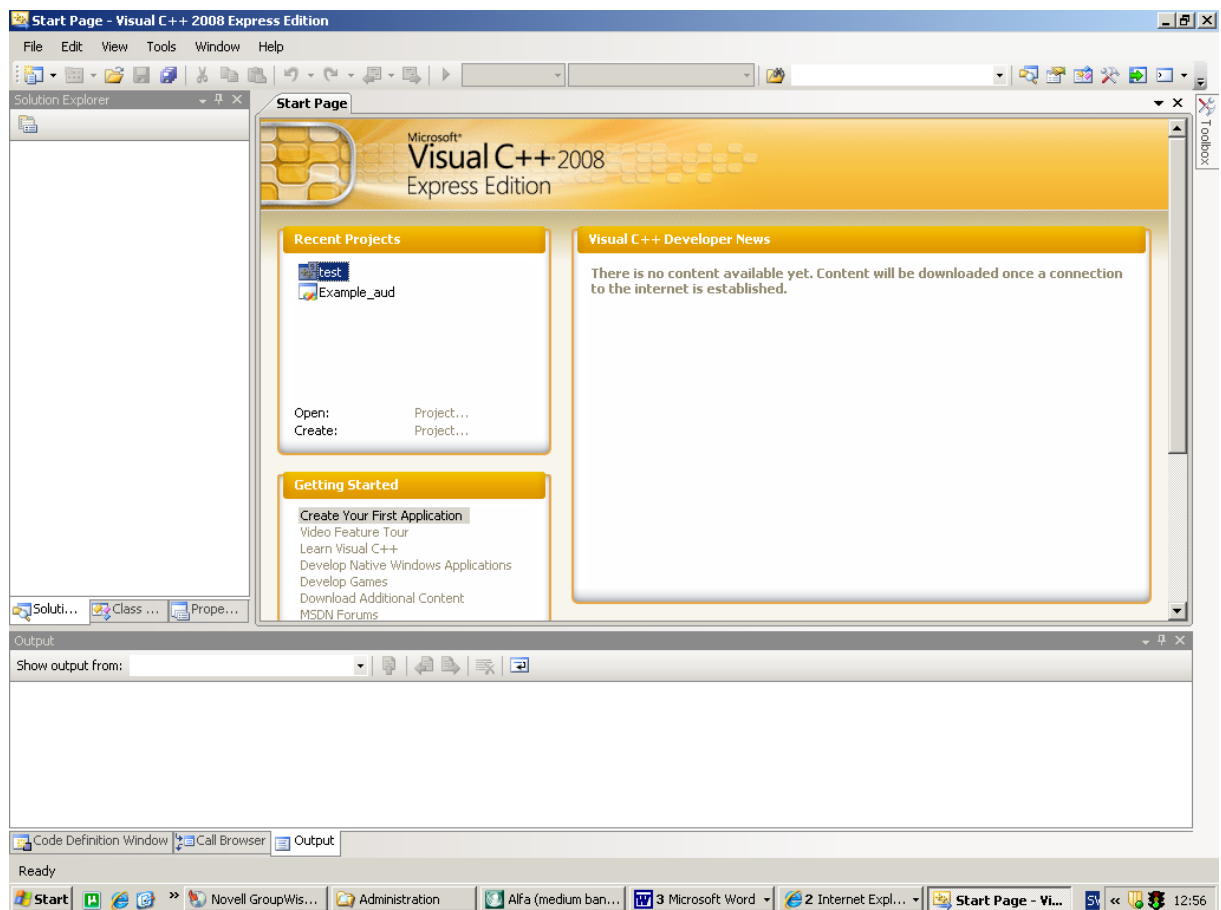 Start Page - Visual C++ 2008 Express Edition
File Edit View Tools Window Help
Solution Explorer
Start Page
Toolbox
Microsoft
Visual C++ 2008
Express Edition
Recent Projects
test
Example_aud
Open: Project...
Create: Project...
Getting Started
Create Your First Application
Video Feature Tour
Learn Visual C++
Develop Native Windows Applications
Develop Games
Download Additional Content
MSDN Forums
Visual C++ Developer News
There is no content available yet. Content will be downloaded once a connection
to the internet is established.
Soluti... Class ... Prope...
Output
Show output from:
Code Definition Window Call Browser Output
Ready
Start Novell GroupWis... Administration Alfa (medium ban... 3 Microsoft Word 2 Internet Expl... Start Page - Vi... SV « 12:56